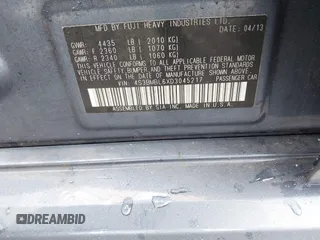 MFD BY FUJI HEAVY INDUSTRIES LTD. DATE: 04/13
GVWR: 4435 LB [ 2010 KG]
GAWR: F 2360 LB [ 1070 KG]
GAWR: R 2340 LB [ 1060 KG]
THIS VEHICLE CONFORMS TO ALL APPLICABLE FEDERAL MOTOR
VEHICLE SAFETY, BUMPER AND THEFT PREVENTION STANDARDS
IN EFFECT ON THE DATE OF MANUFACTURE SHOWN ABOVE.
VIN: 4S3BMBL6XD3045217 PASSENGER CAR
ASSEMBLED BY SIA INC. MADE IN U.S.A.
DREAMBID